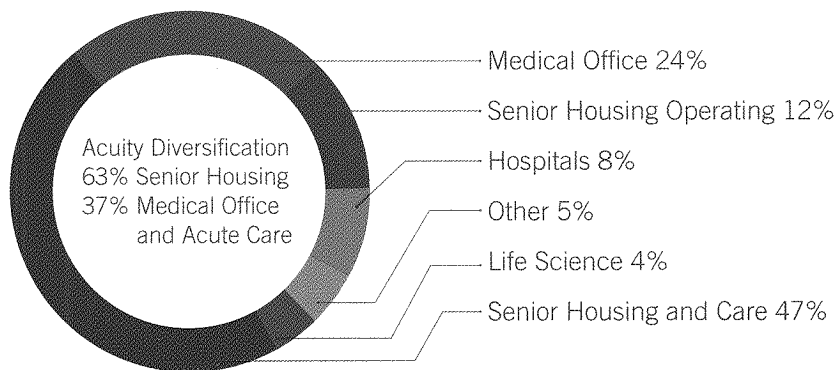 Acuity Diversification
63% Senior Housing
37% Medical Office
and Acute Care
Medical Office 24%
Senior Housing Operating 12%
Hospitals 8%
Other 5%
Life Science 4%
Senior Housing and Care 47%